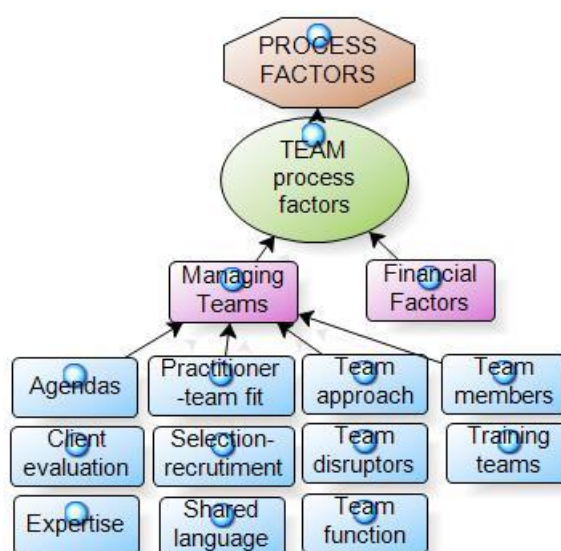 PROCESS
FACTORS
TEAM
process
factors
Managing
Teams
Financial
Factors
Agendas
Practitioner
-team fit
Team
approach
Team
members
Client
evaluation
Selection-
recrutiment
Team
disruptors
Training
teams
Expertise
Shared
language
Team
function